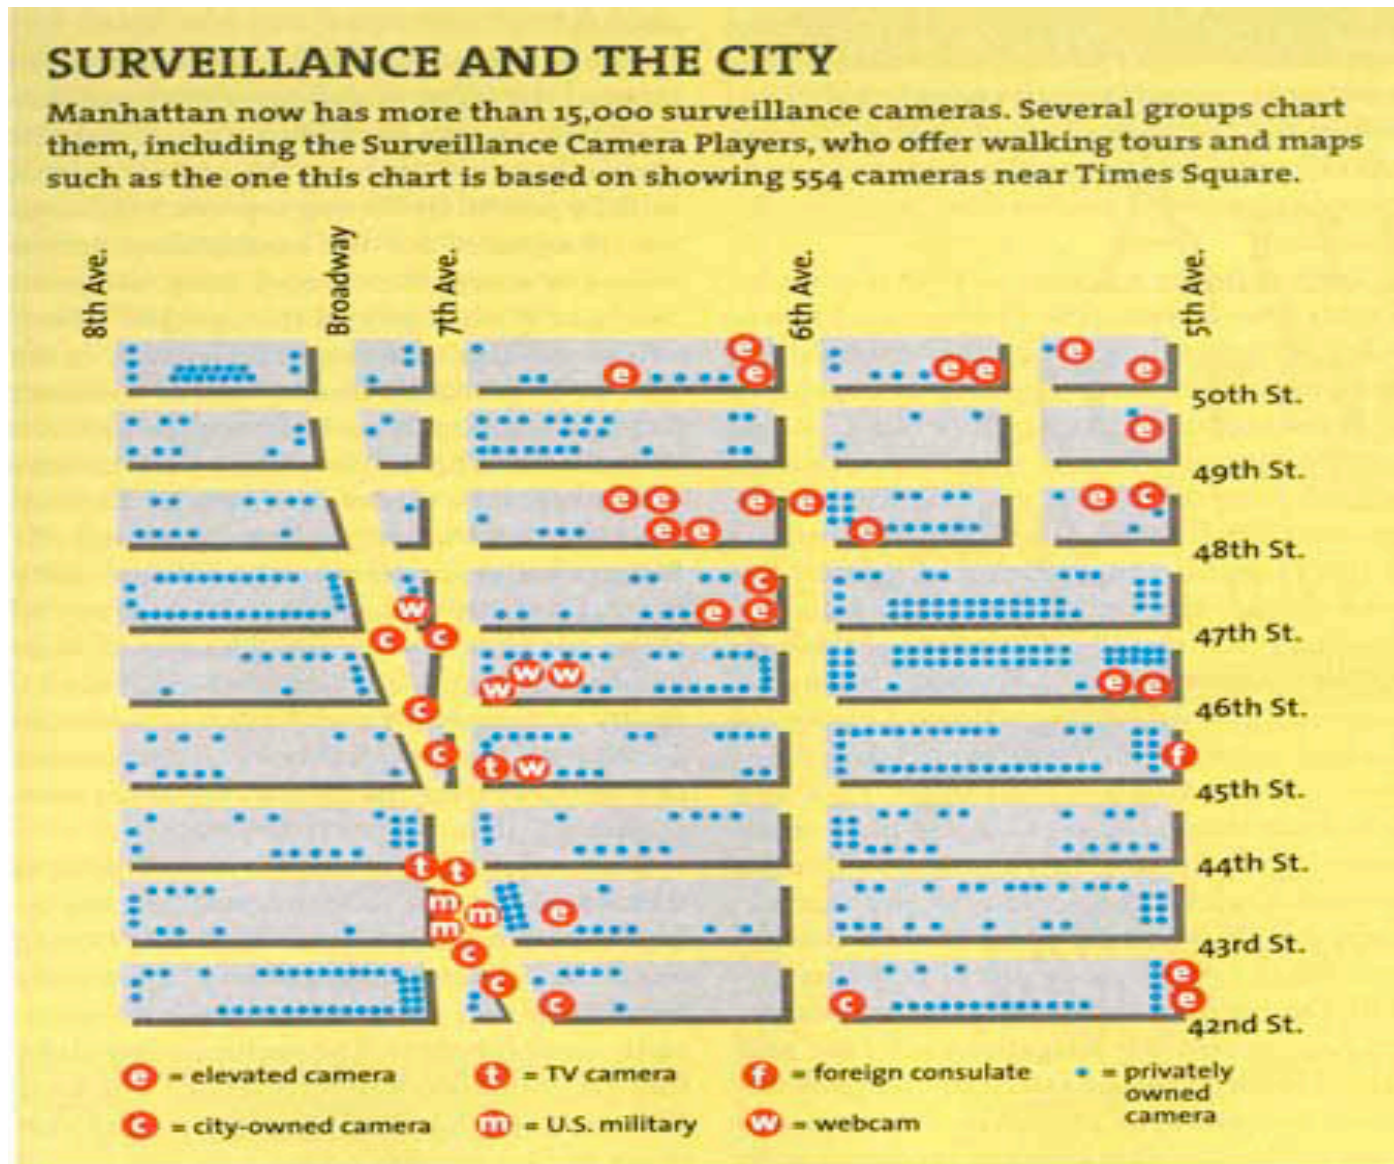 SURVEILLANCE AND THE CITY
Manhattan now has more than 15,000 surveillance cameras. Several groups chart
them, including the Surveillance Camera Players, who offer walking tours and maps
such as the one this chart is based on showing 554 cameras near Times Square.
8th Ave.
Broadway
7th Ave.
6th Ave.
5th Ave.
e
e e e e
e e
50th St.
e
49th St.
e e e e e c
e e e
48th St.
c
w e e
c c
47th St.
w w
w e e
c
46th St.
c f
t w
45th St.
t t
44th St.
m
m e
m
c
43rd St.
e
c
c c e
42nd St.
e = elevated camera
t = TV camera
f = foreign consulate
• = privately
owned
camera
c = city-owned camera
m = U.S. military
w = webcam